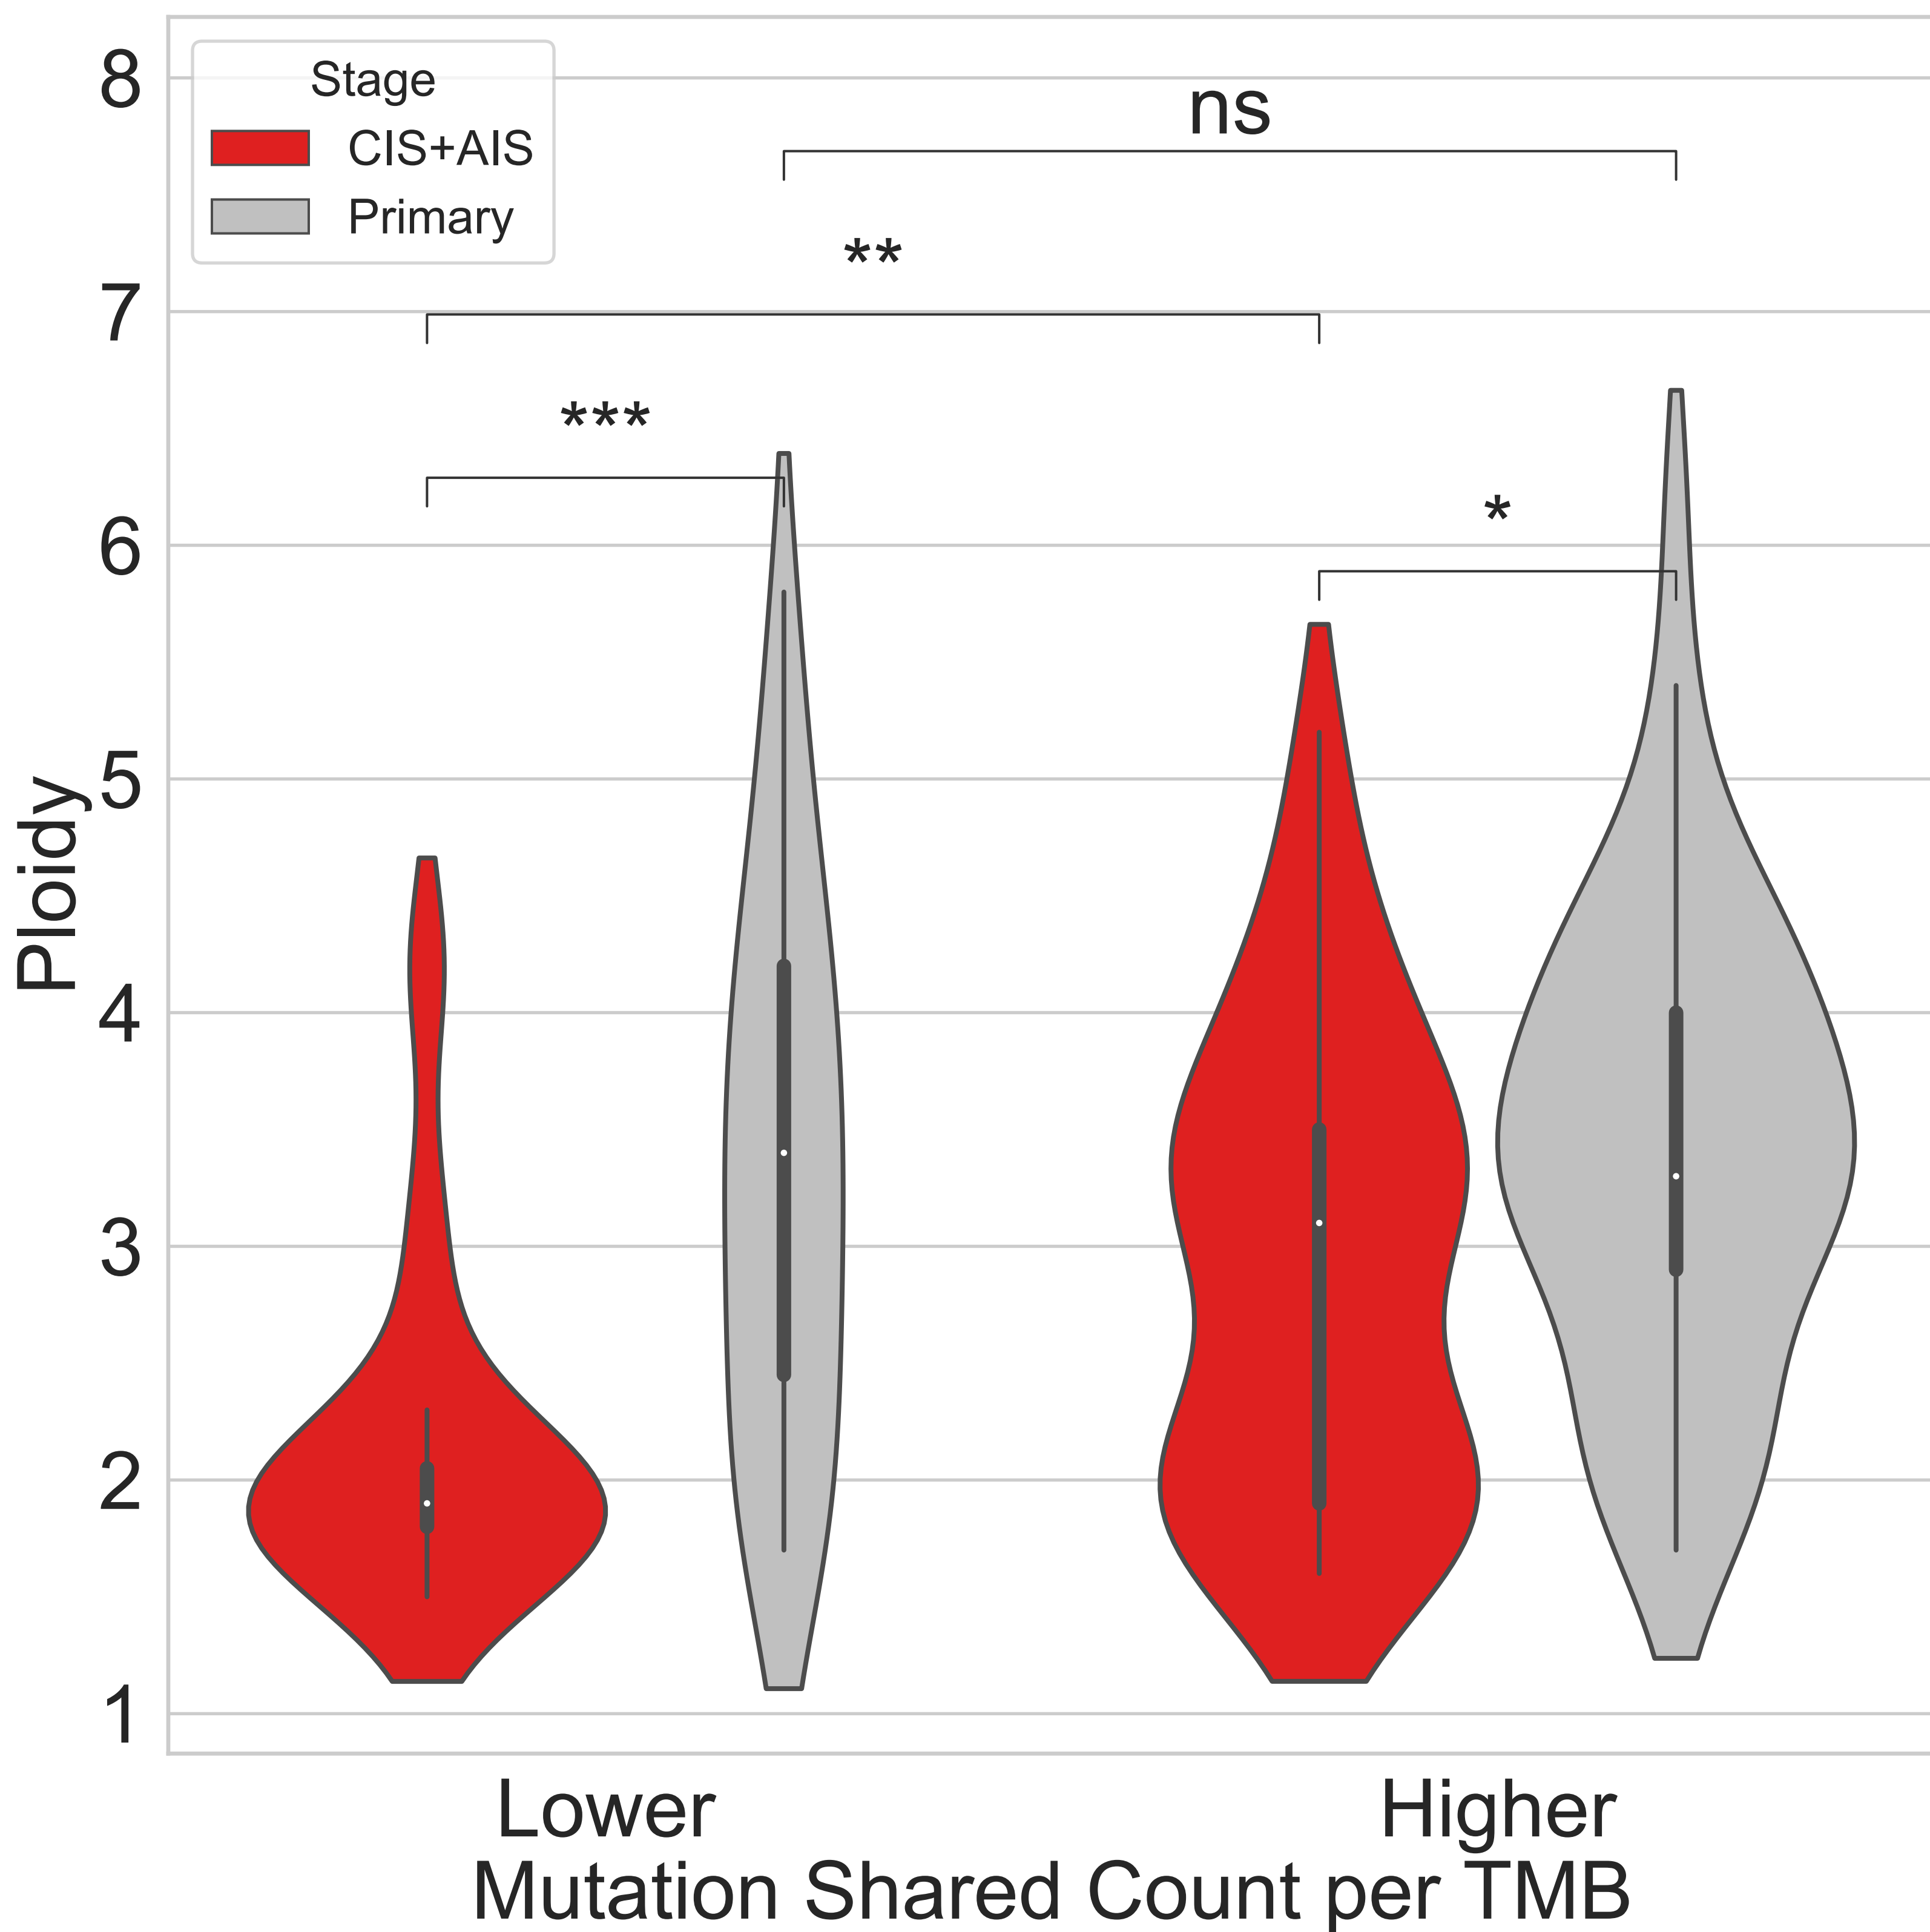 8
Stage
CIS+AIS
Primary
ns
**
7
***
6
*
5
Ploidy
4
3
2
1
Lower Higher
Mutation Shared Count per TMB